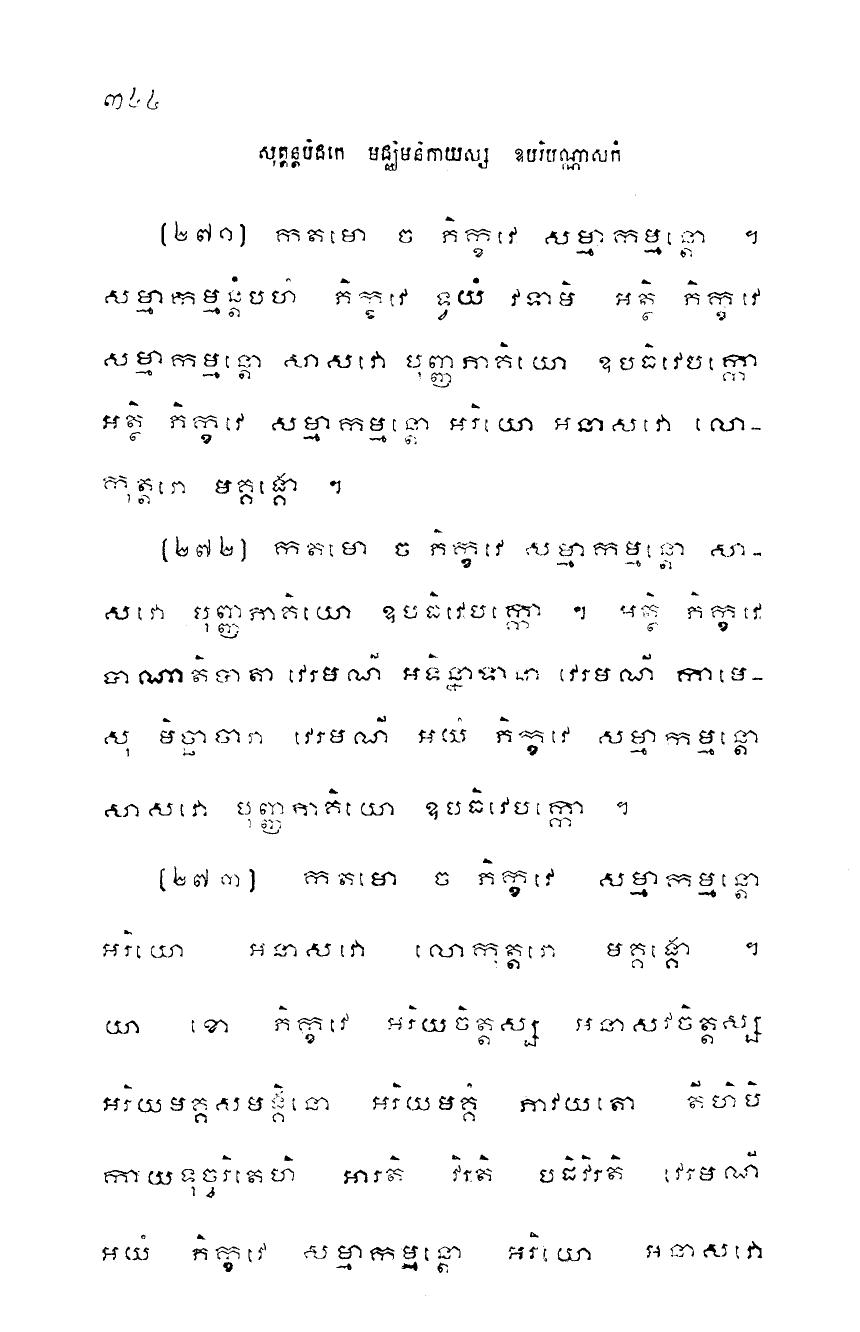 ៣៤៤
សុត្តន្តបិដកេ មជ្ឈិមនិកាយស្ស ឧបរិបណ្ណាសកំ
(២៧១) កតមោ ច ភិក្ខវេ សម្មាកម្មន្តោ ។
សម្មាកម្មន្តំបហំ ភិក្ខវេ ទ្វយំ វទាមិ អត្ថិ ភិក្ខវេ
សម្មាកម្មន្តោ សាសវោ បុញ្ញភាគិយោ ឧបធិវេបក្កោ
អត្ថិ ភិក្ខវេ សម្មាកម្មន្តោ អរិយោ អនាសវោ លោ-
កុត្តរោ មគ្គង្គោ ។
(២៧២) កតមោ ច ភិក្ខវេ សម្មាកម្មន្តោ សា-
សវោ បុញ្ញភាគិយោ ឧបធិវេបក្កោ ។ អត្ថិ ភិក្ខវេ
បាណាតិបាតា វេរមណី អទិន្នាទានា វេរមណី កាមេ-
សុ មិច្ឆាចារា វេរមណី អយំ ភិក្ខវេ សម្មាកម្មន្តោ
សាសវោ បុញ្ញភាគិយោ ឧបធិវេបក្កោ ។
(២៧៣) កតមោ ច ភិក្ខវេ សម្មាកម្មន្តោ
អរិយោ អនាសវោ លោកុត្តរោ មគ្គង្គោ ។
យា ខោ ភិក្ខវេ អរិយចិត្តស្ស អនាសវចិត្តស្ស
អរិយមគ្គសមង្គិនោ អរិយមគ្គំ ភាវយតោ តីហិបិ
កាយទុច្ចរិតេហិ អារតិ វិរតិ បដិវិរតិ វេរមណី
អយំ ភិក្ខវេ សម្មាកម្មន្តោ អរិយោ អនាសវោ